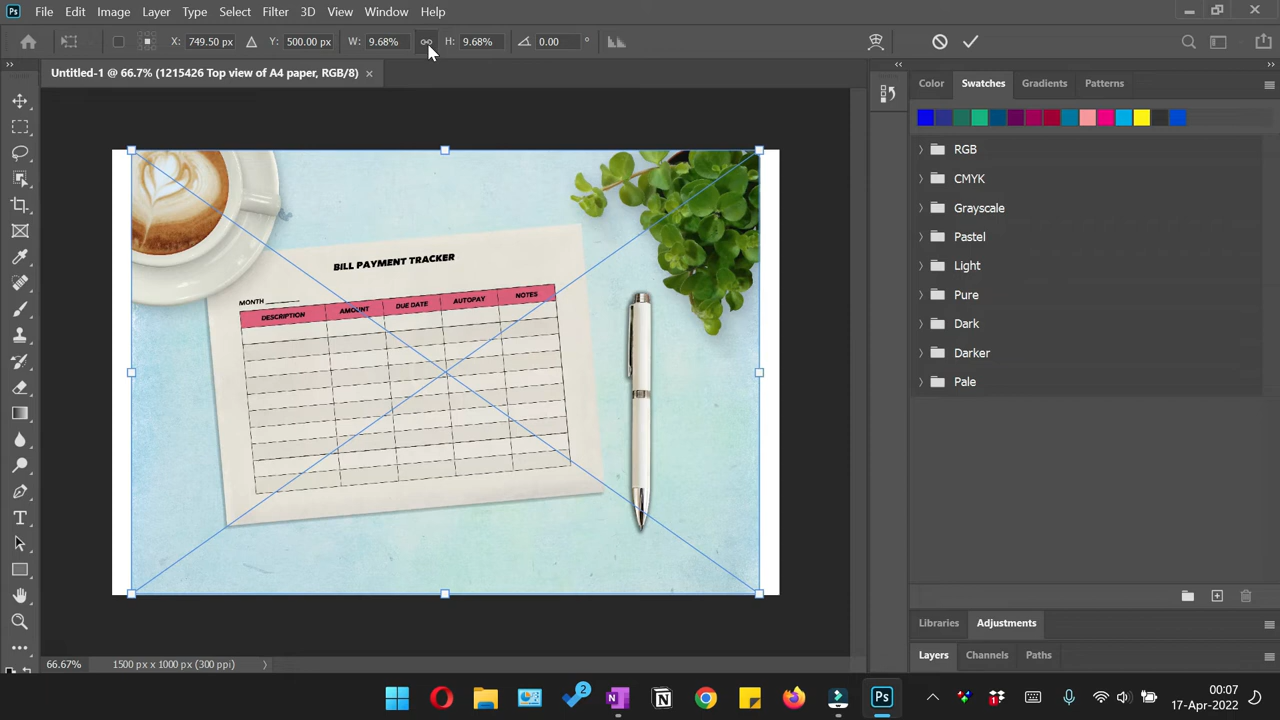 Ps File Edit Image Layer Type Select Filter 3D View Window Help
X: 749.50 px Y: 500.00 px W: 9.68% H: 9.68% 0.00 °
Untitled-1 @ 66.7% (1215426 Top view of A4 paper, RGB/8) ×
Color Swatches Gradients Patterns
RGB
CMYK
Grayscale
Pastel
Light
Pure
Dark
Darker
Pale
BILL PAYMENT TRACKER
MONTH
DESCRIPTION AMOUNT DUE DATE AUTOPAY NOTES
Libraries Adjustments
Layers Channels Paths
66.67% 1500 px x 1000 px (300 ppi)
2
N
Ps
00:07
17-Apr-2022